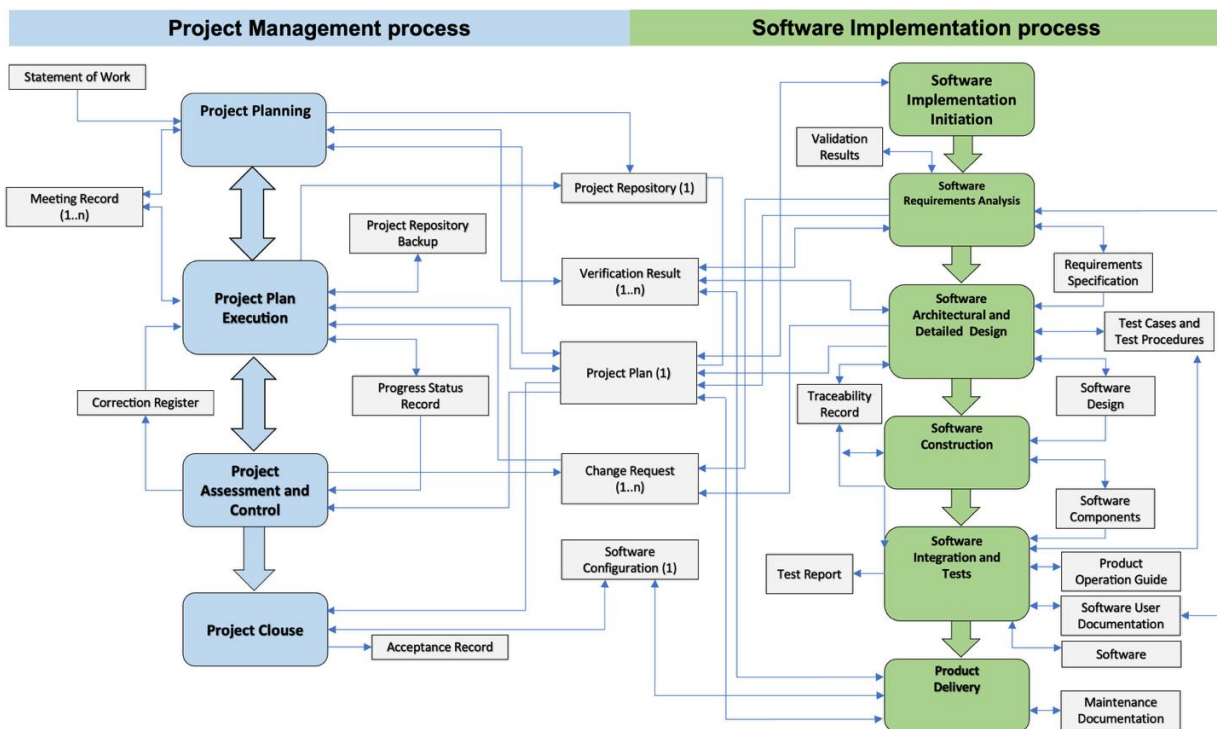 Project Management process
Software Implementation process
Statement of Work
Project Planning
Meeting Record
(1..n)
Project Repository
Backup
Project Plan
Execution
Correction Register
Progress Status
Record
Project
Assessment and
Control
Project Clouse
Acceptance Record
Project Repository (1)
Verification Result
(1..n)
Project Plan (1)
Change Request
(1..n)
Software
Configuration (1)
Software
Implementation
Initiation
Validation
Results
Software
Requirements Analysis
Requirements
Specification
Software
Architectural and
Detailed Design
Test Cases and
Test Procedures
Traceability
Record
Software
Design
Software
Construction
Software
Components
Software
Integration and
Tests
Test Report
Product
Operation Guide
Software User
Documentation
Software
Product
Delivery
Maintenance
Documentation